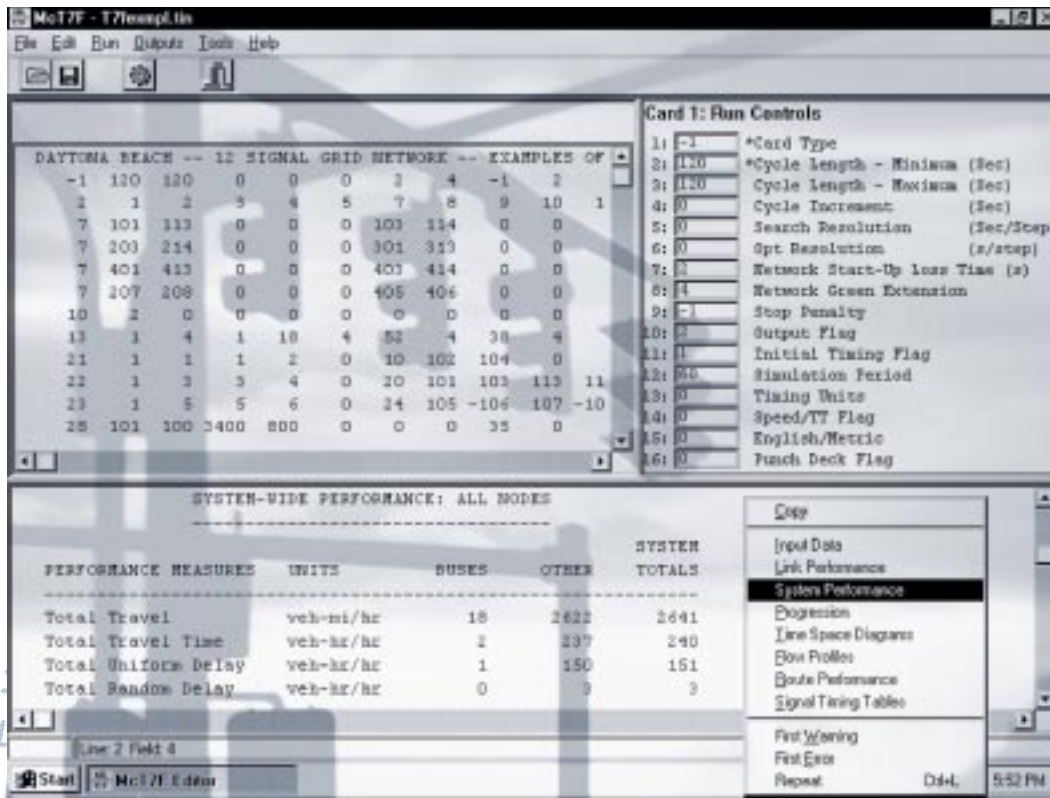 McT7F - T7Fexmpl.tin
File Edit Run Outputs Tools Help
DAYTONA BEACH -- 12 SIGNAL GRID NETWORK -- EXAMPLES OF
-1 120 120 0 0 0 2 4 -1 2
2 1 2 3 4 5 7 8 9 10 1
7 101 113 0 0 0 103 114 0 0
7 203 214 0 0 0 301 313 0 0
7 401 413 0 0 0 403 414 0 0
7 207 208 0 0 0 405 406 0 0
10 2 0 0 0 0 0 0 0 0
13 1 4 1 18 4 52 4 38 4
21 1 1 1 2 0 10 102 104 0
22 1 3 3 4 0 20 101 103 113 11
23 1 5 5 6 0 24 105 -106 107 -10
28 101 100 3400 800 0 0 0 35 0
Card 1: Run Controls
1: -1 *Card Type
2: 120 *Cycle Length - Minimum (Sec)
3: 120 Cycle Length - Maximum (Sec)
4: 0 Cycle Increment (Sec)
5: 0 Search Resolution (Sec/Step
6: 0 Opt Resolution (s/step)
7: 2 Network Start-Up Loss Time (s)
8: 4 Network Green Extension
9: -1 Stop Penalty
10: 2 Output Flag
11: 1 Initial Timing Flag
12: 60 Simulation Period
13: 0 Timing Units
14: 0 Speed/TT Flag
15: 0 English/Metric
16: 0 Punch Deck Flag
SYSTEM-WIDE PERFORMANCE: ALL NODES
SYSTEM
PERFORMANCE MEASURES UNITS BUSES OTHER TOTALS
Total Travel veh-mi/hr 18 2622 2641
Total Travel Time veh-hr/hr 2 237 240
Total Uniform Delay veh-hr/hr 1 150 151
Total Random Delay veh-hr/hr 0 3 3
Copy
Input Data
Link Performance
System Performance
Progression
Time Space Diagrams
Flow Profiles
Route Performance
Signal Timing Tables
First Warning
First Error
Repeat Ctrl+L
Line: 2 Field: 4
Start McT7F Editor 5:52 PM